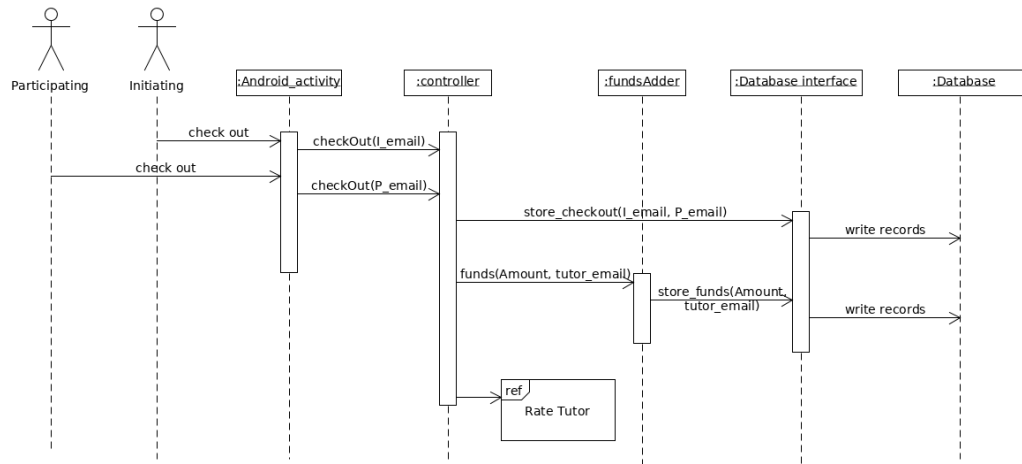 Participating
Initiating
:Android_activity
:controller
:fundsAdder
:Database interface
:Database
check out
checkOut(I_email)
check out
checkOut(P_email)
store_checkout(I_email, P_email)
write records
funds(Amount, tutor_email)
store_funds(Amount,
tutor_email)
write records
ref
Rate Tutor